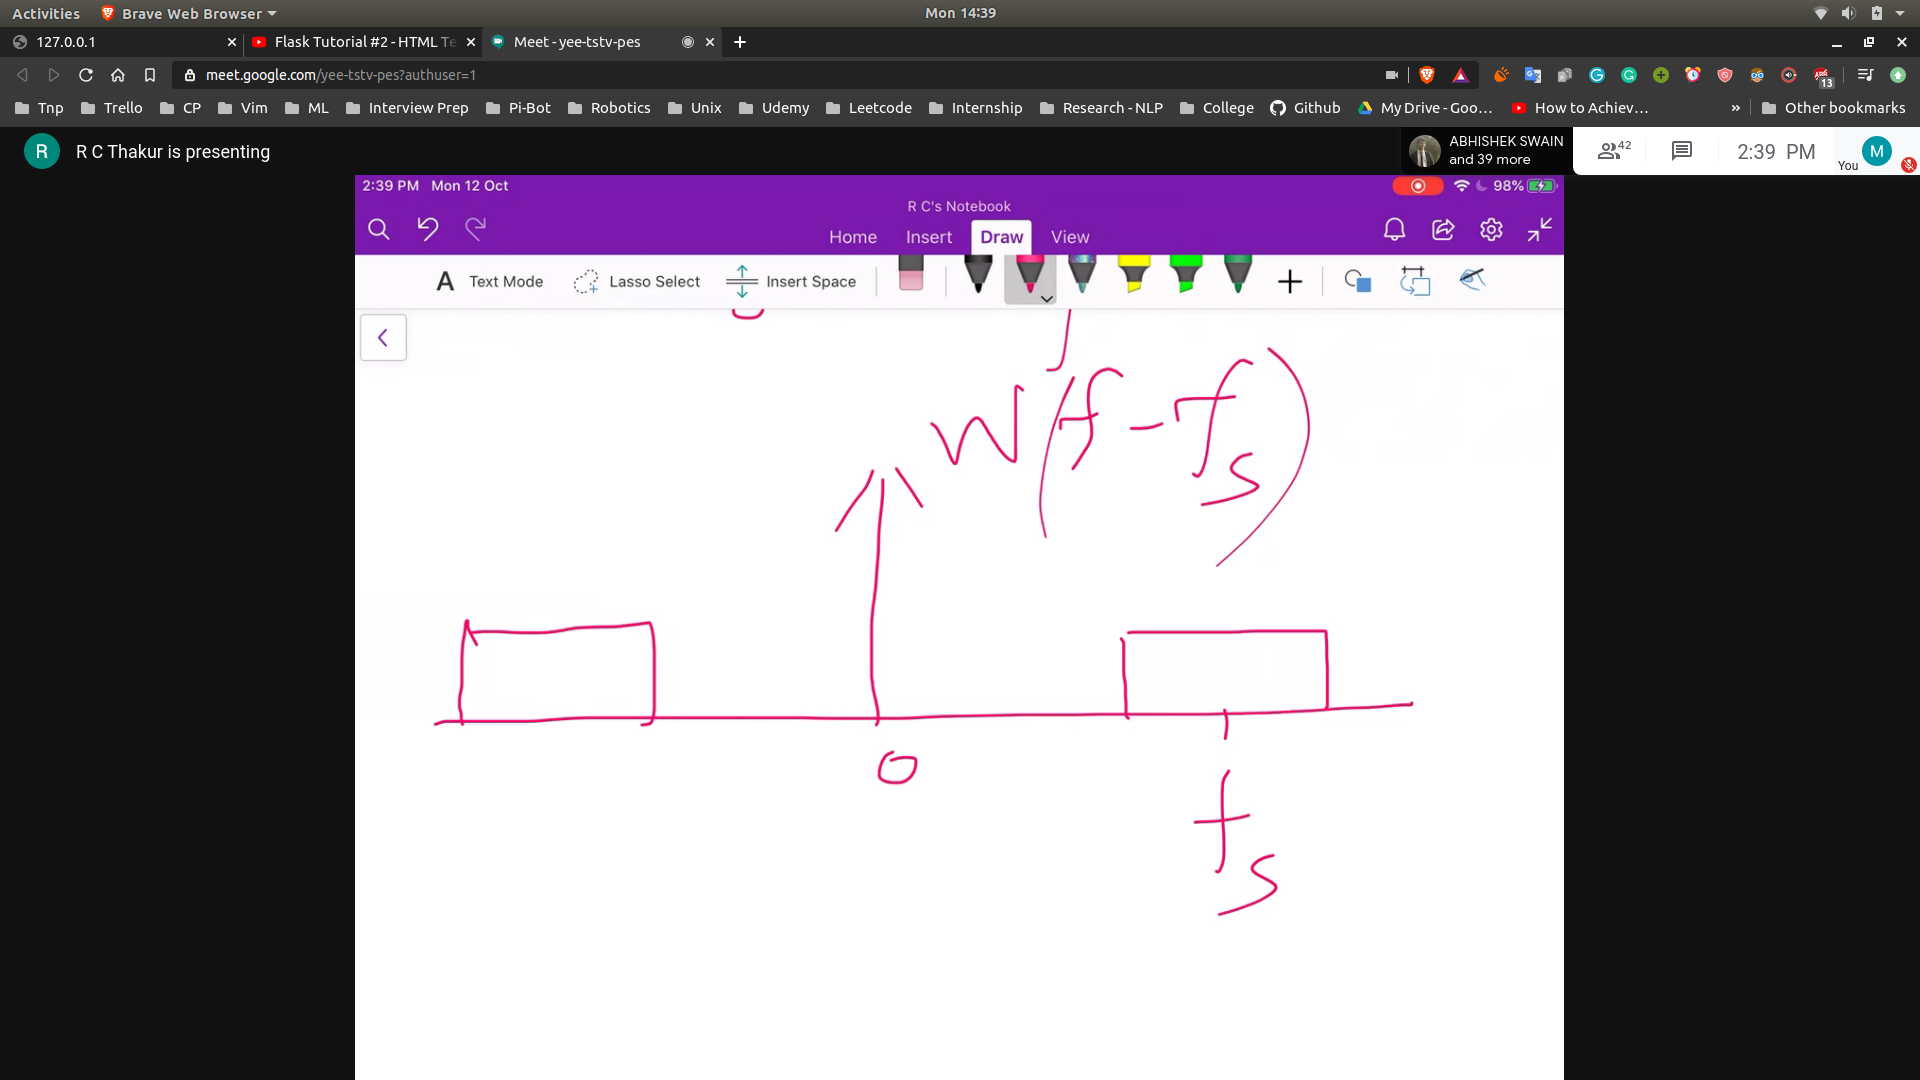 Activities Brave Web Browser Mon 14:39
127.0.0.1 Flask Tutorial #2 - HTML Te Meet - yee-tstv-pes
meet.google.com/yee-tstv-pes?authuser=1 13
Tnp Trello CP Vim ML Interview Prep Pi-Bot Robotics Unix Udemy Leetcode Internship Research - NLP College Github My Drive - Goo… How to Achiev… » Other bookmarks
R R C Thakur is presenting ABHISHEK SWAIN
and 39 more 42 2:39 PM You M
2:39 PM Mon 12 Oct 98%
R C's Notebook
Home Insert Draw View
A Text Mode Lasso Select Insert Space
W(f-fs)
0
fs